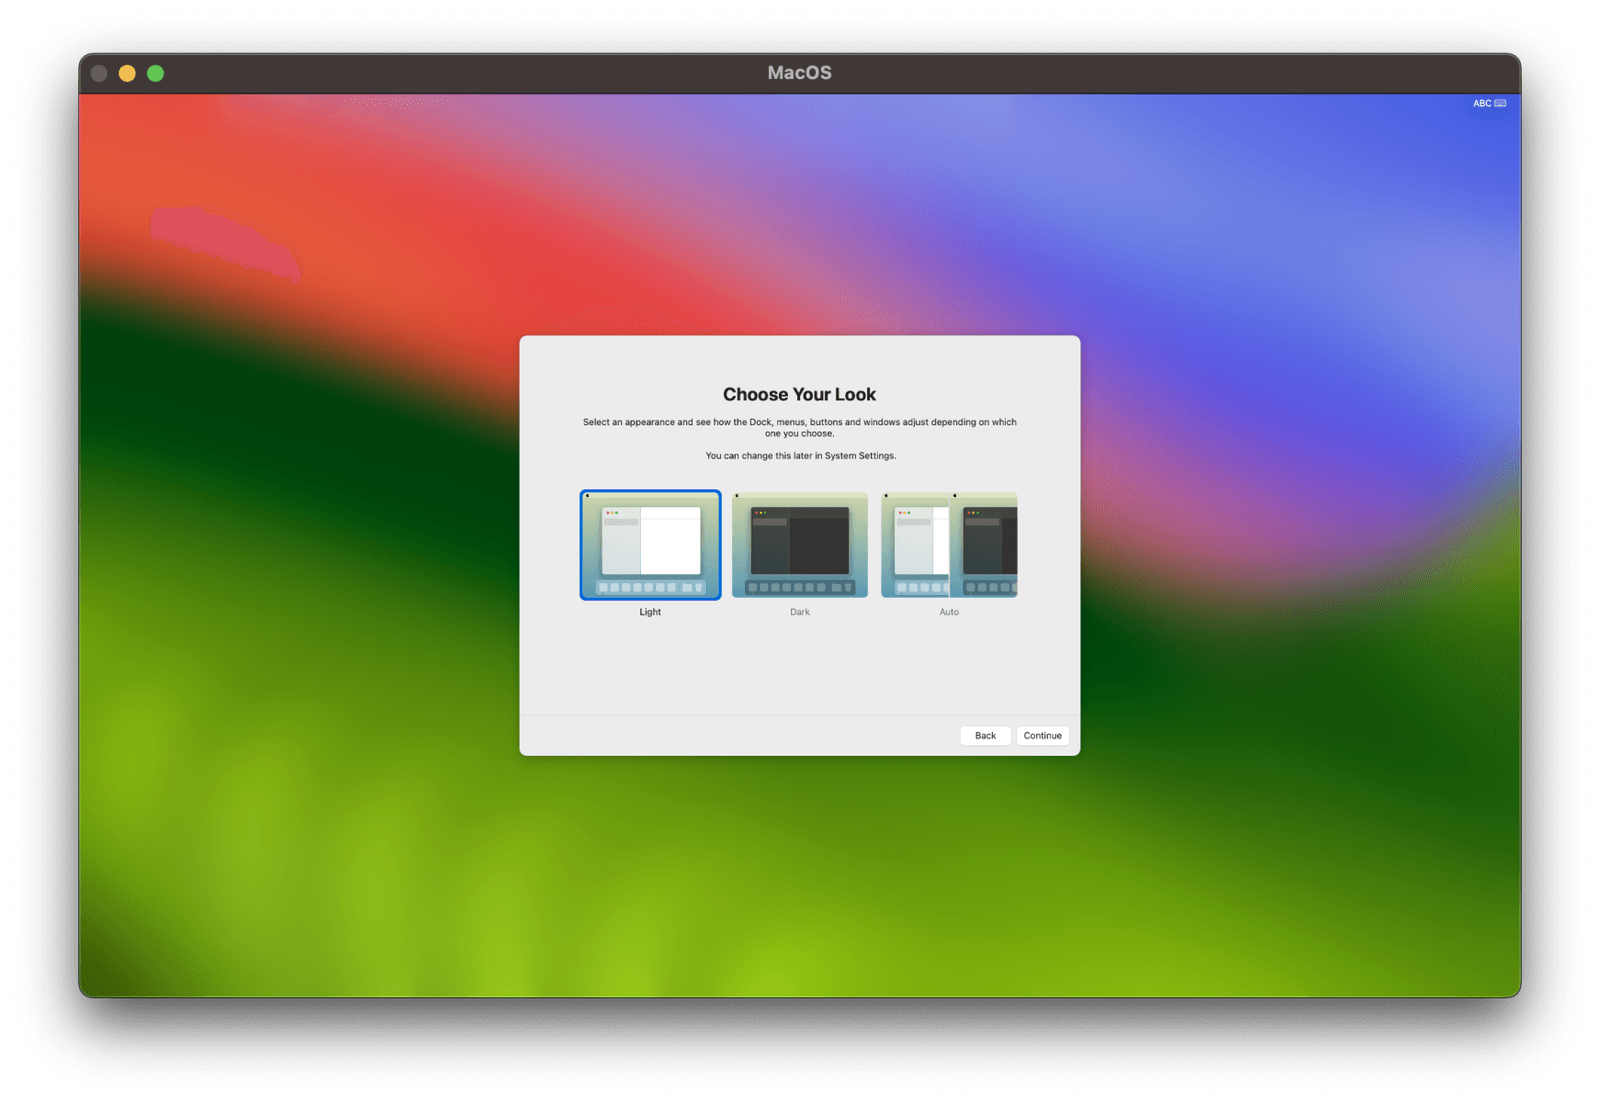 MacOS
ABC
Choose Your Look
Select an appearance and see how the Dock, menus, buttons and windows adjust depending on which
one you choose.
You can change this later in System Settings.
Light
Dark
Auto
Back
Continue